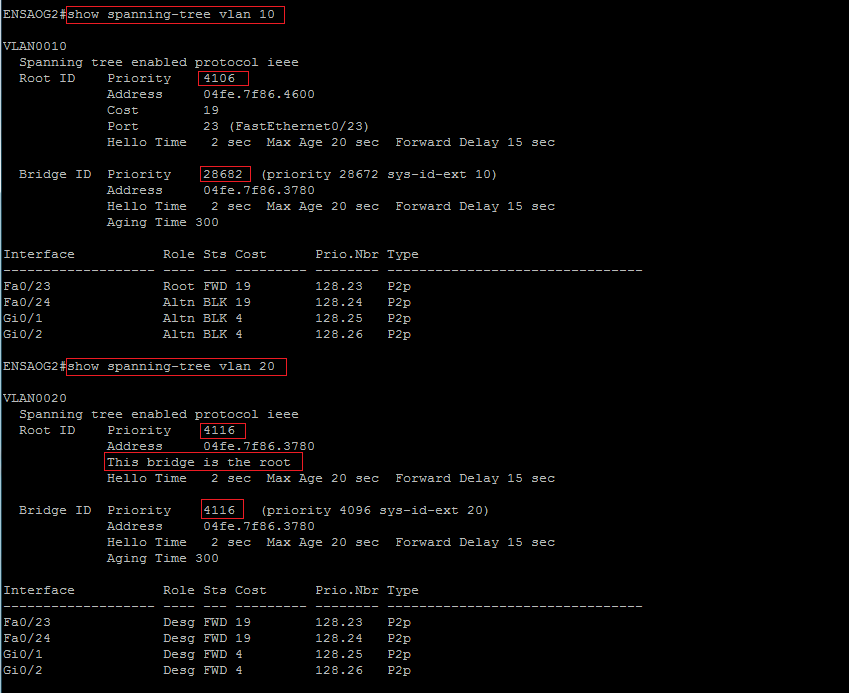 ENSAOG2#show spanning-tree vlan 10
VLAN0010
  Spanning tree enabled protocol ieee
  Root ID    Priority    4106
             Address     04fe.7f86.4600
             Cost        19
             Port        23 (FastEthernet0/23)
             Hello Time   2 sec  Max Age 20 sec  Forward Delay 15 sec
  Bridge ID  Priority    28682  (priority 28672 sys-id-ext 10)
             Address     04fe.7f86.3780
             Hello Time   2 sec  Max Age 20 sec  Forward Delay 15 sec
             Aging Time 300
Interface           Role Sts Cost      Prio.Nbr Type
------------------- ---- --- --------- -------- --------------------------------
Fa0/23              Root FWD 19        128.23   P2p
Fa0/24              Altn BLK 19        128.24   P2p
Gi0/1               Altn BLK 4         128.25   P2p
Gi0/2               Altn BLK 4         128.26   P2p
ENSAOG2#show spanning-tree vlan 20
VLAN0020
  Spanning tree enabled protocol ieee
  Root ID    Priority    4116
             Address     04fe.7f86.3780
             This bridge is the root
             Hello Time   2 sec  Max Age 20 sec  Forward Delay 15 sec
  Bridge ID  Priority    4116   (priority 4096 sys-id-ext 20)
             Address     04fe.7f86.3780
             Hello Time   2 sec  Max Age 20 sec  Forward Delay 15 sec
             Aging Time 300
Interface           Role Sts Cost      Prio.Nbr Type
------------------- ---- --- --------- -------- --------------------------------
Fa0/23              Desg FWD 19        128.23   P2p
Fa0/24              Desg FWD 19        128.24   P2p
Gi0/1               Desg FWD 4         128.25   P2p
Gi0/2               Desg FWD 4         128.26   P2p